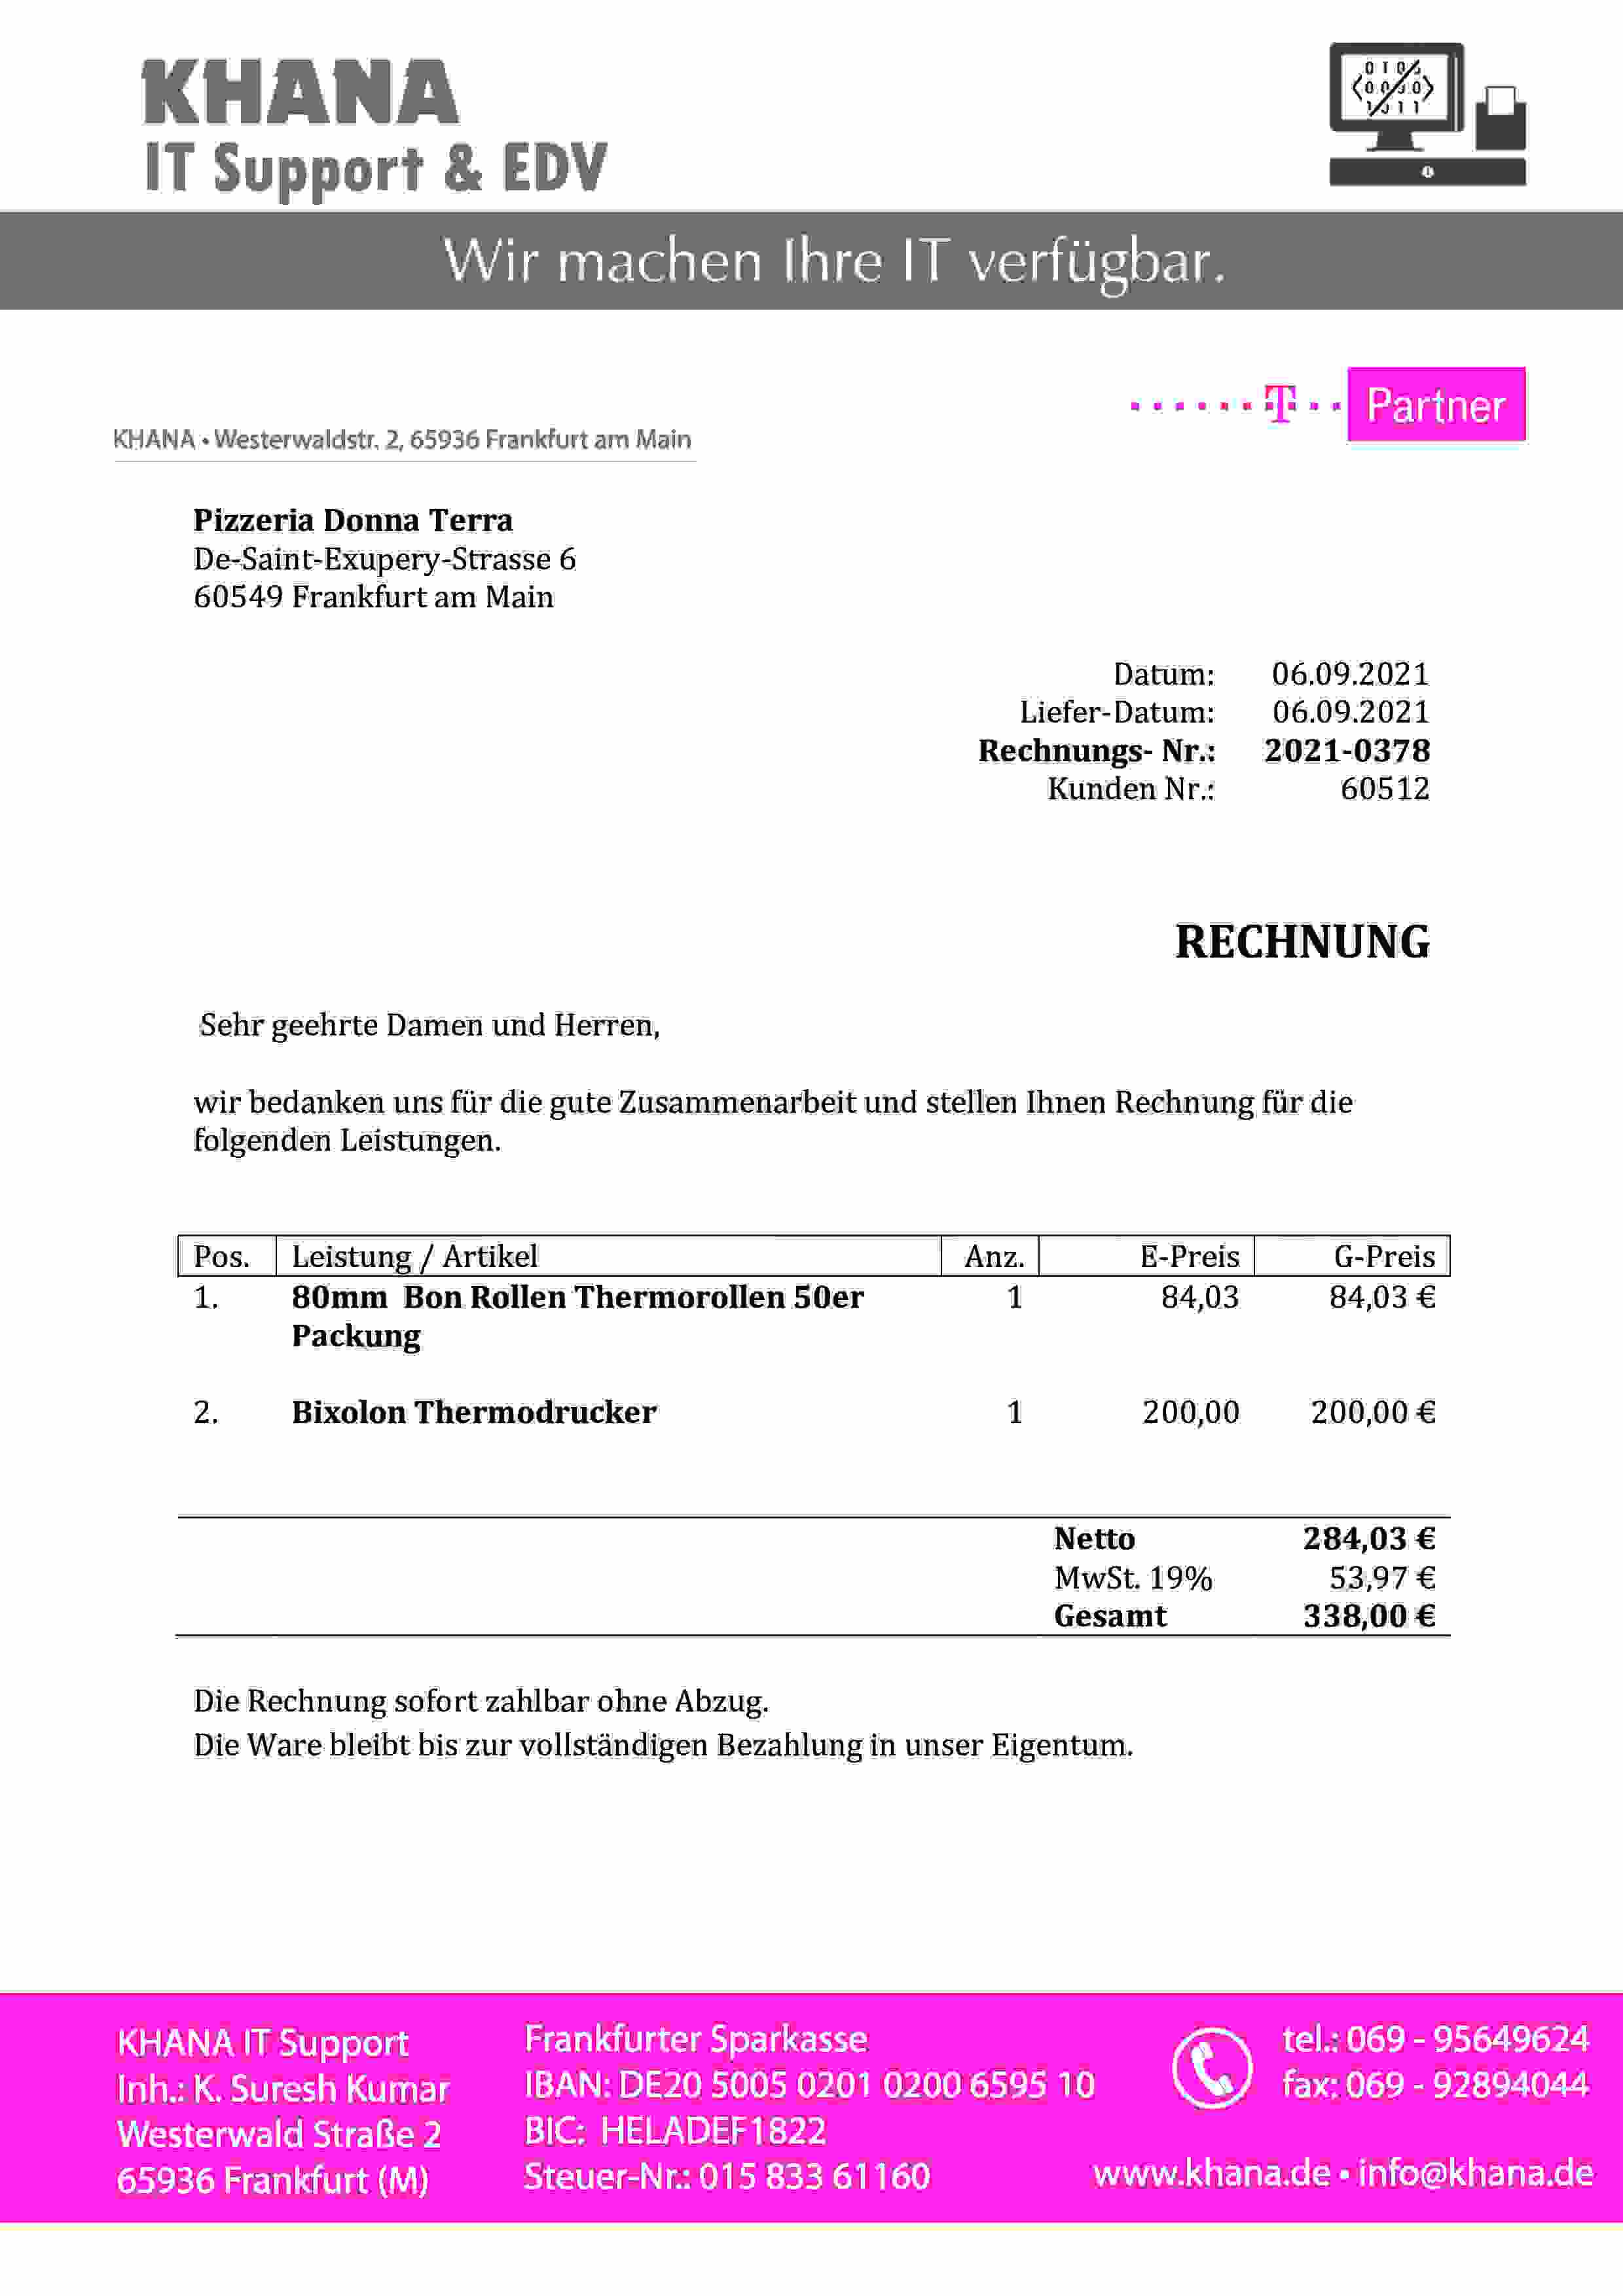 KHANA
IT Support & EDV
Wir machen Ihre IT verfügbar.
T Partner
KHANA • Westerwaldstr. 2, 65936 Frankfurt am Main
Pizzeria Donna Terra
De-Saint-Exupery-Strasse 6
60549 Frankfurt am Main
Datum: 06.09.2021
Liefer-Datum: 06.09.2021
Rechnungs- Nr.: 2021-0378
Kunden Nr.: 60512
RECHNUNG
Sehr geehrte Damen und Herren,
wir bedanken uns für die gute Zusammenarbeit und stellen Ihnen Rechnung für die
folgenden Leistungen.
Pos. Leistung / Artikel Anz. E-Preis G-Preis
1. 80mm Bon Rollen Thermorollen 50er 1 84,03 84,03 €
Packung
2. Bixolon Thermodrucker 1 200,00 200,00 €
Netto 284,03 €
MwSt. 19% 53,97 €
Gesamt 338,00 €
Die Rechnung sofort zahlbar ohne Abzug.
Die Ware bleibt bis zur vollständigen Bezahlung in unser Eigentum.
KHANA IT Support
Inh.: K. Suresh Kumar
Westerwald Straße 2
65936 Frankfurt (M)
Frankfurter Sparkasse
IBAN: DE20 5005 0201 0200 6595 10
BIC: HELADEF1822
Steuer-Nr.: 015 833 61160
tel.: 069 - 95649624
fax: 069 - 92894044
www.khana.de • info@khana.de